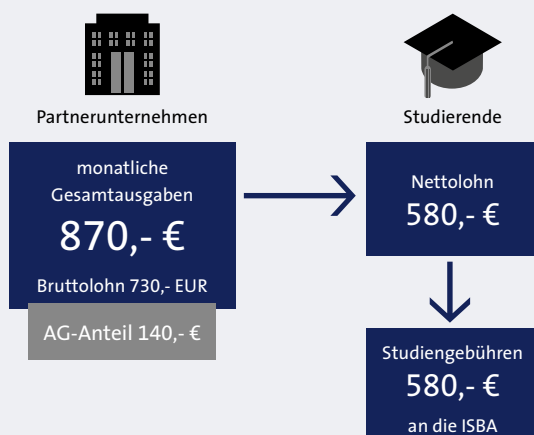 Partnerunternehmen
monatliche
Gesamtausgaben
870,- €
Bruttolohn 730,- EUR
AG-Anteil 140,- €
Studierende
Nettolohn
580,- €
Studiengebühren
580,- €
an die ISBA